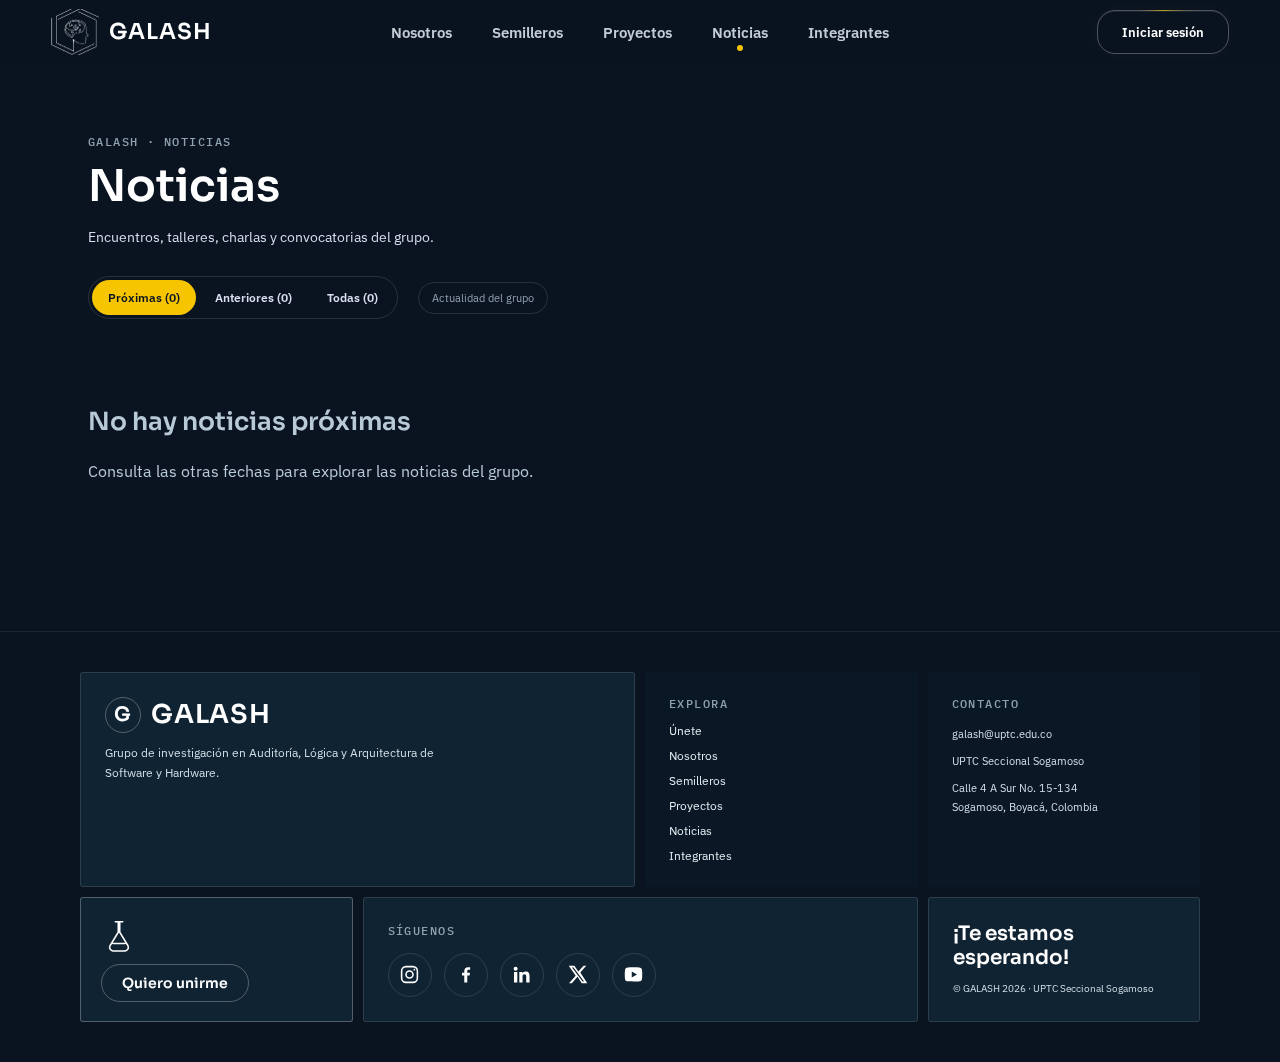 GALASH
Nosotros
Semilleros
Proyectos
Noticias
Integrantes
Iniciar sesión
GALASH · NOTICIAS
Noticias
Encuentros, talleres, charlas y convocatorias del grupo.
Próximas (0)
Anteriores (0)
Todas (0)
Actualidad del grupo
No hay noticias próximas
Consulta las otras fechas para explorar las noticias del grupo.
G GALASH
Grupo de investigación en Auditoría, Lógica y Arquitectura de
Software y Hardware.
EXPLORA
Únete
Nosotros
Semilleros
Proyectos
Noticias
Integrantes
CONTACTO
galash@uptc.edu.co
UPTC Seccional Sogamoso
Calle 4 A Sur No. 15-134
Sogamoso, Boyacá, Colombia
Quiero unirme
SÍGUENOS
¡Te estamos
esperando!
© GALASH 2026 · UPTC Seccional Sogamoso